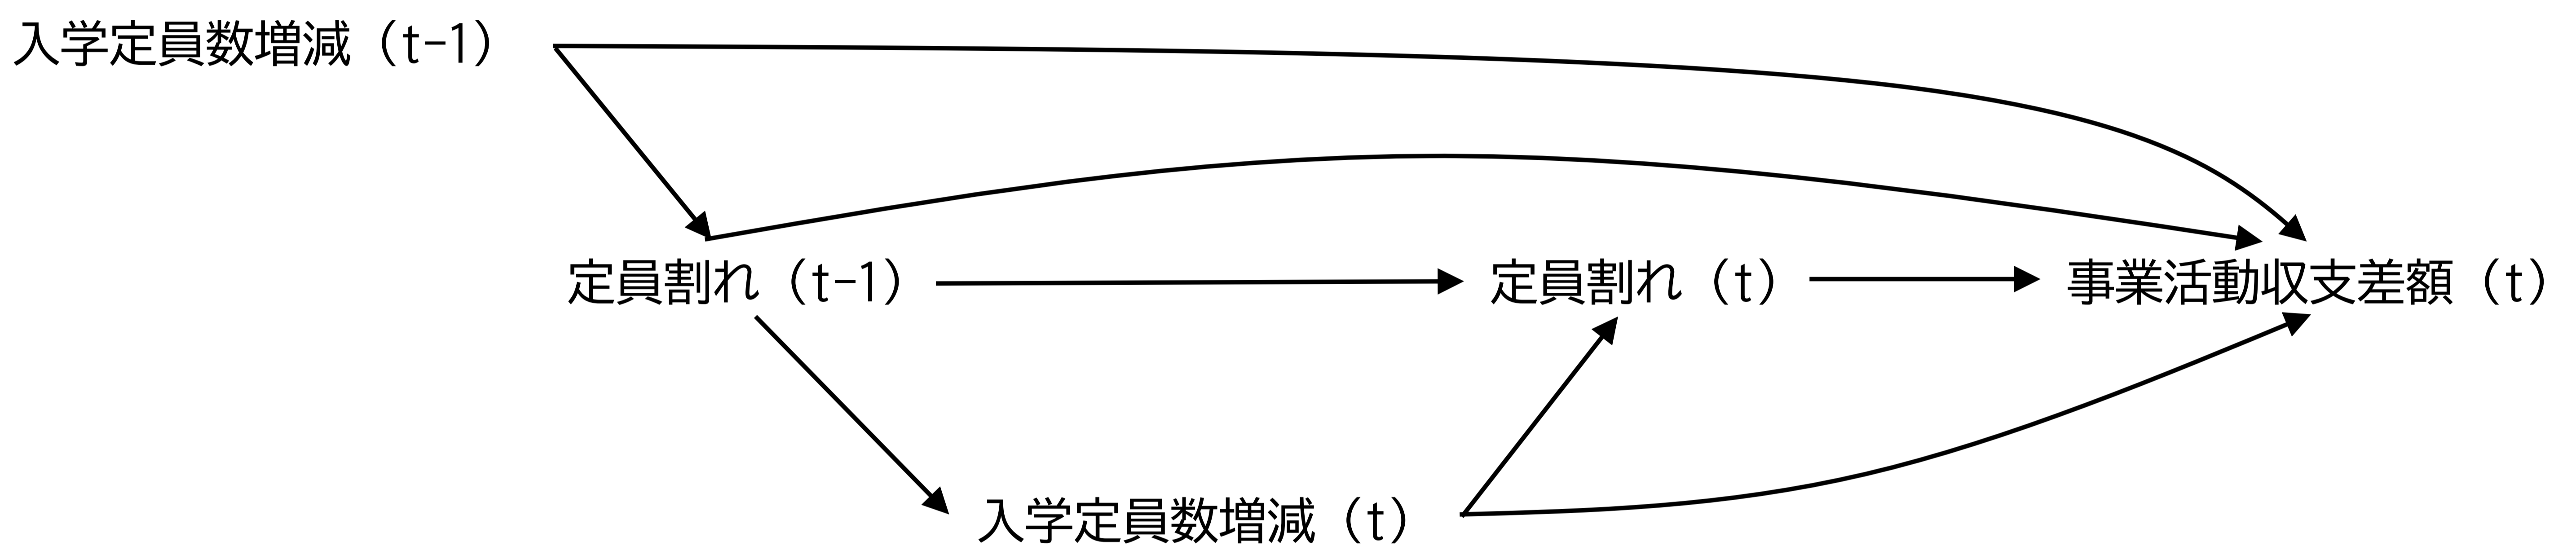 入学定員数増減（t-1）
定員割れ（t-1）
定員割れ（t）
事業活動収支差額（t）
入学定員数増減（t）